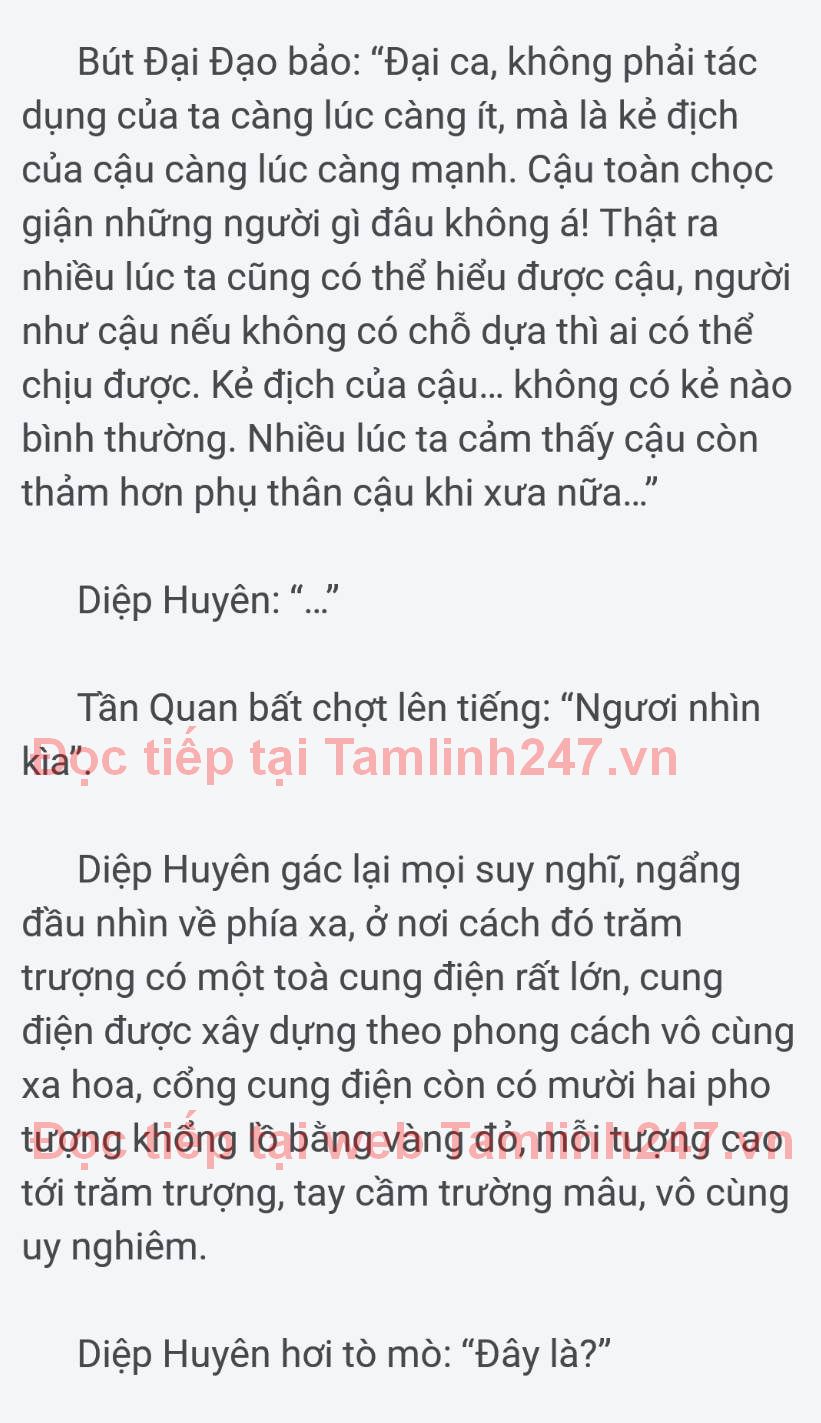 Bút Đại Đạo bảo: “Đại ca, không phải tác
dụng của ta càng lúc càng ít, mà là kẻ địch
của cậu càng lúc càng mạnh. Cậu toàn chọc
giận những người gì đâu không á! Thật ra
nhiều lúc ta cũng có thể hiểu được cậu, người
như cậu nếu không có chỗ dựa thì ai có thể
chịu được. Kẻ địch của cậu... không có kẻ nào
bình thường. Nhiều lúc ta cảm thấy cậu còn
thảm hơn phụ thân cậu khi xưa nữa...”
Diệp Huyên: “...”
Tần Quan bất chợt lên tiếng: “Ngươi nhìn
kìa”.
Đọc tiếp tại Tamlinh247.vn
Diệp Huyên gác lại mọi suy nghĩ, ngẩng
đầu nhìn về phía xa, ở nơi cách đó trăm
trượng có một toà cung điện rất lớn, cung
điện được xây dựng theo phong cách vô cùng
xa hoa, cổng cung điện còn có mười hai pho
tượng khổng lồ bằng vàng đỏ, mỗi tượng cao
Đọc tiếp tại web Tamlinh247.vn
tới trăm trượng, tay cầm trường mâu, vô cùng
uy nghiêm.
Diệp Huyên hơi tò mò: “Đây là?”